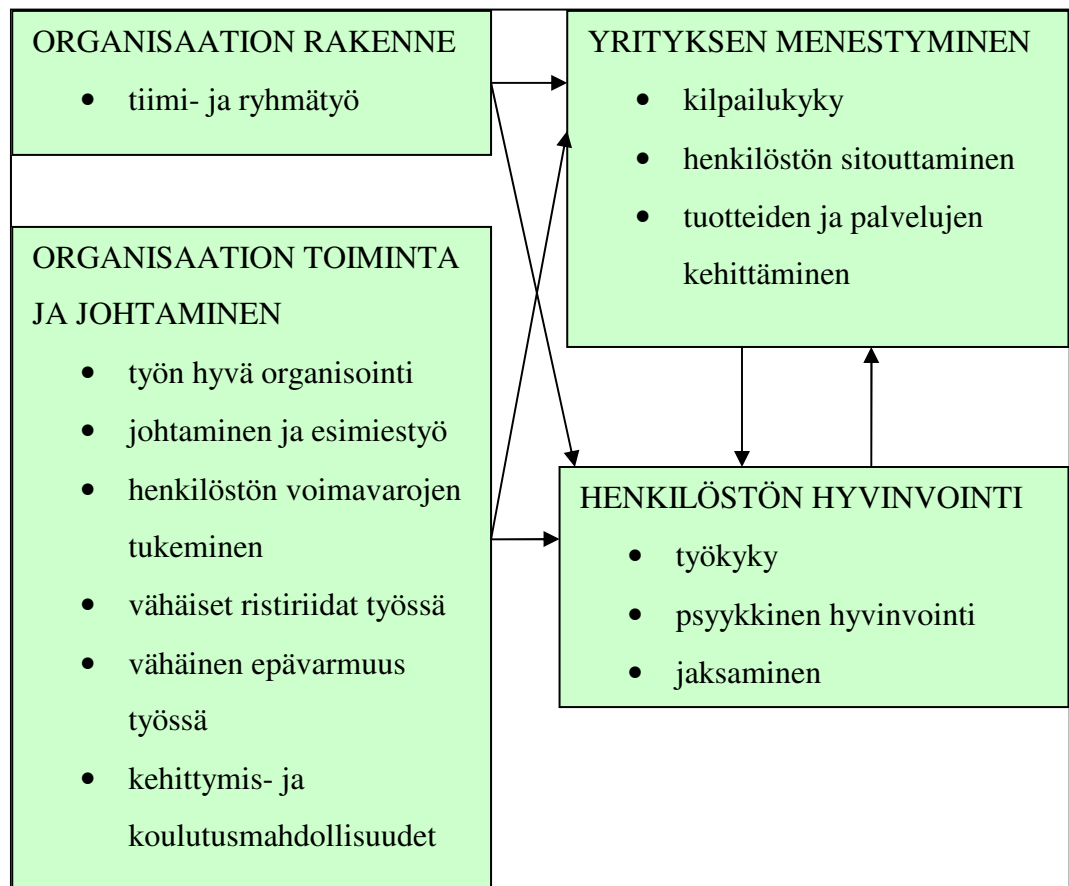 ORGANISAATION RAKENNE
• tiimi- ja ryhmätyö
ORGANISAATION TOIMINTA
JA JOHTAMINEN
• työn hyvä organisointi
• johtaminen ja esimiestyö
• henkilöstön voimavarojen
tukeminen
• vähäiset ristiriidat työssä
• vähäinen epävarmuus
työssä
• kehittymis- ja
koulutusmahdollisuudet
YRITYKSEN MENESTYMINEN
• kilpailukyky
• henkilöstön sitouttaminen
• tuotteiden ja palvelujen
kehittäminen
HENKILÖSTÖN HYVINVOINTI
• työkyky
• psyykkinen hyvinvointi
• jaksaminen